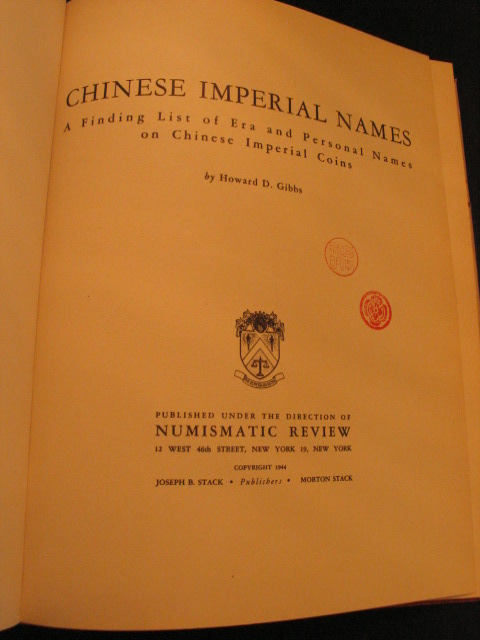 CHINESE IMPERIAL NAMES
A Finding List of Era and Personal Names
on Chinese Imperial Coins
by Howard D. Gibbs
PUBLISHED UNDER THE DIRECTION OF
NUMISMATIC REVIEW
12 WEST 46th STREET, NEW YORK 19, NEW YORK
COPYRIGHT 1944
JOSEPH B. STACK • Publishers • MORTON STACK